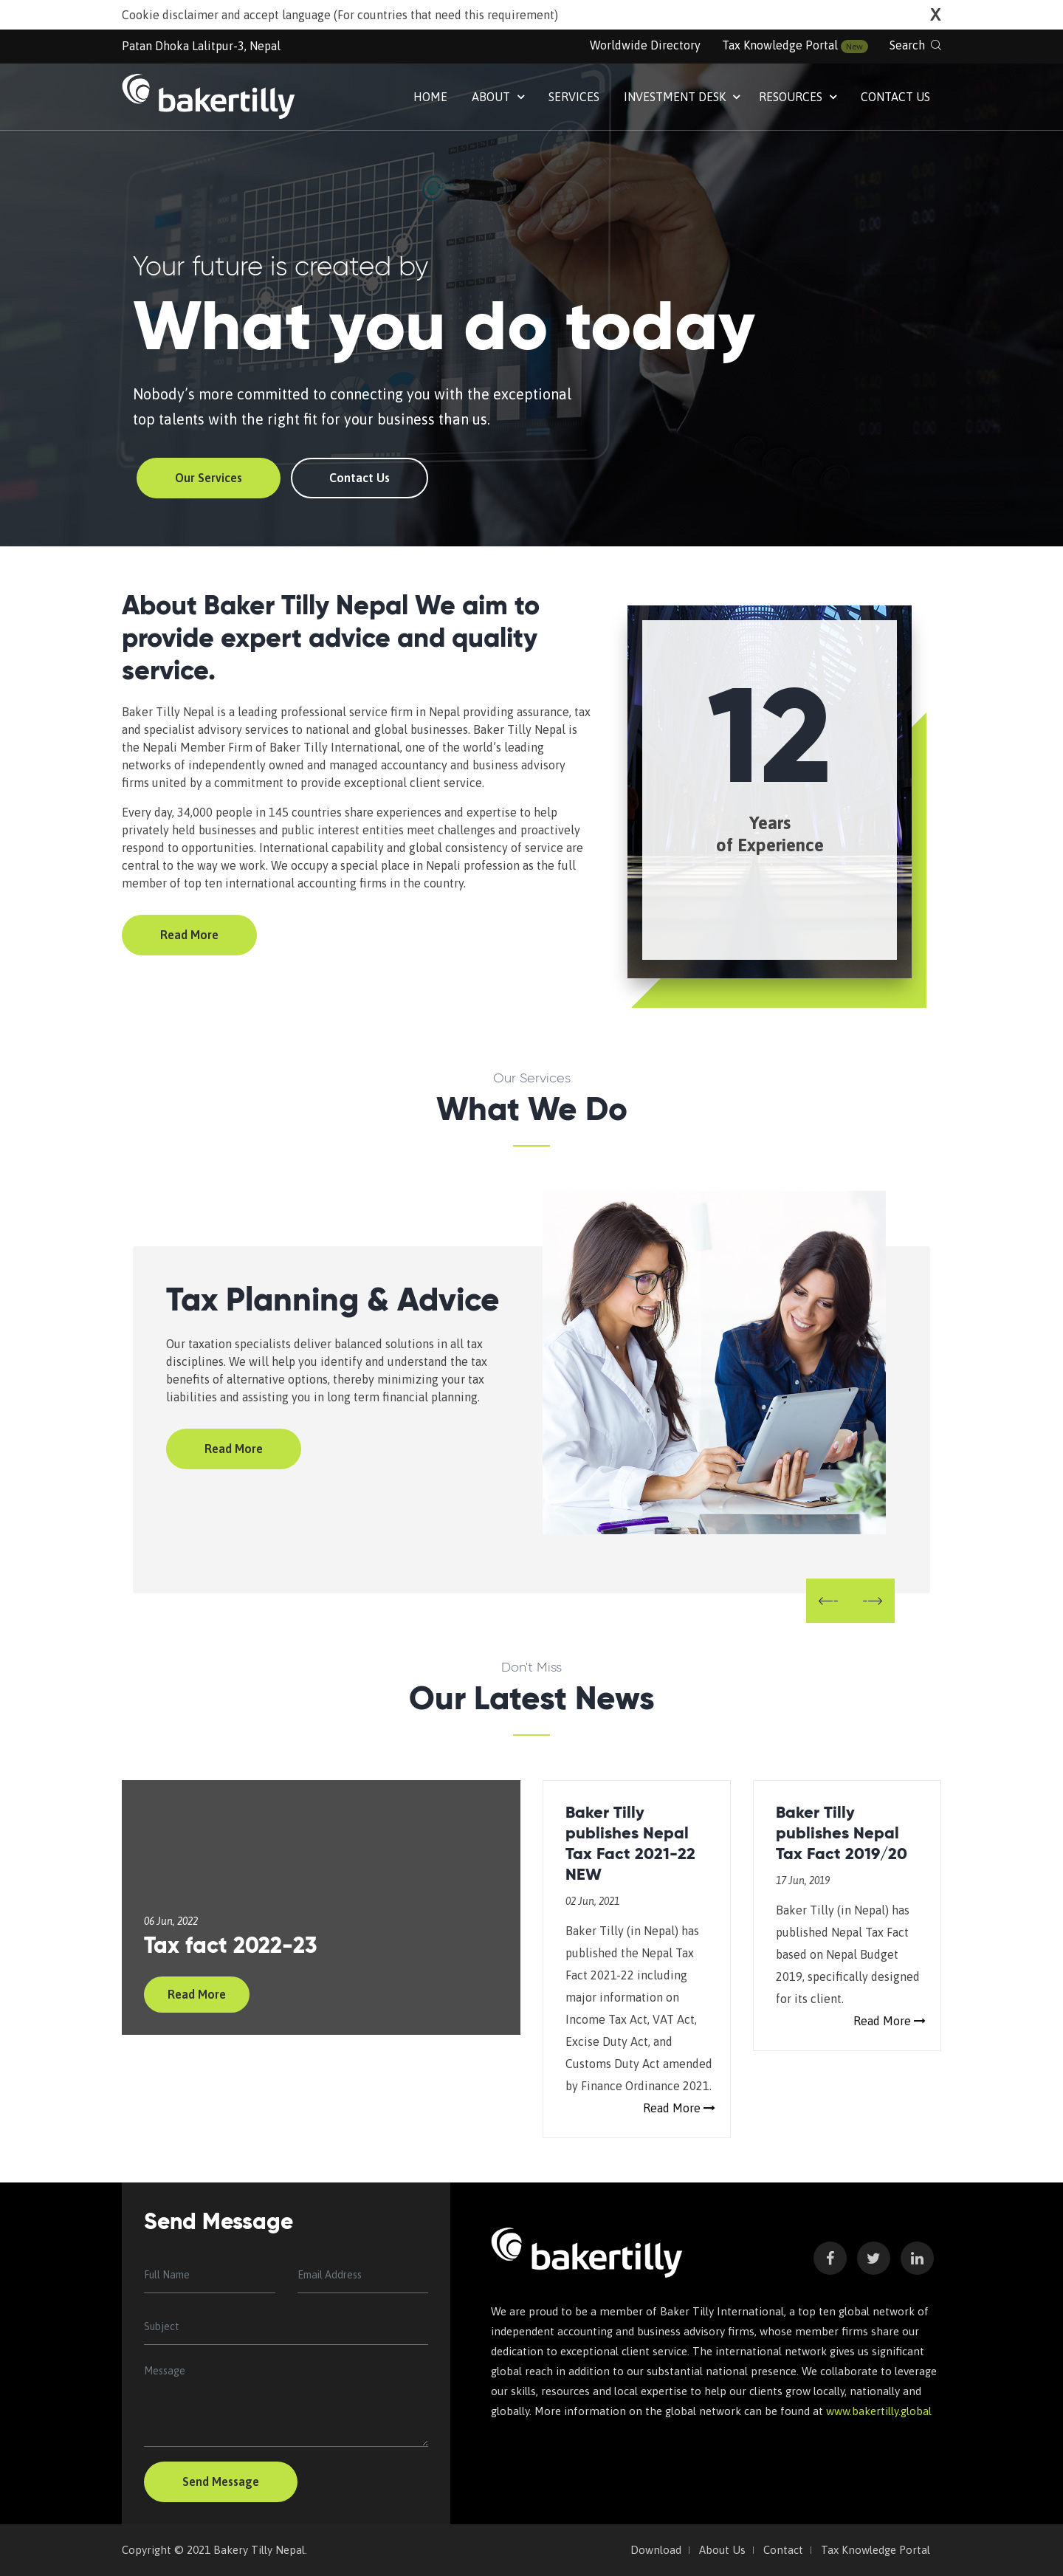 Cookie disclaimer and accept language (For countries that need this requirement)
X
Patan Dhoka Lalitpur-3, Nepal
Worldwide Directory
Tax Knowledge Portal New
Search
bakertilly
HOME
ABOUT
SERVICES
INVESTMENT DESK
RESOURCES
CONTACT US
Your future is created by
What you do today
Nobody’s more committed to connecting you with the exceptional
top talents with the right fit for your business than us.
Our Services
Contact Us
About Baker Tilly Nepal We aim to
provide expert advice and quality
service.
Baker Tilly Nepal is a leading professional service firm in Nepal providing assurance, tax
and specialist advisory services to national and global businesses. Baker Tilly Nepal is
the Nepali Member Firm of Baker Tilly International, one of the world’s leading
networks of independently owned and managed accountancy and business advisory
firms united by a commitment to provide exceptional client service.
Every day, 34,000 people in 145 countries share experiences and expertise to help
privately held businesses and public interest entities meet challenges and proactively
respond to opportunities. International capability and global consistency of service are
central to the way we work. We occupy a special place in Nepali profession as the full
member of top ten international accounting firms in the country.
Read More
12
Years
of Experience
Our Services
What We Do
Tax Planning & Advice
Our taxation specialists deliver balanced solutions in all tax
disciplines. We will help you identify and understand the tax
benefits of alternative options, thereby minimizing your tax
liabilities and assisting you in long term financial planning.
Read More
Don't Miss
Our Latest News
06 Jun, 2022
Tax fact 2022-23
Read More
Baker Tilly
publishes Nepal
Tax Fact 2021-22
NEW
02 Jun, 2021
Baker Tilly (in Nepal) has
published the Nepal Tax
Fact 2021-22 including
major information on
Income Tax Act, VAT Act,
Excise Duty Act, and
Customs Duty Act amended
by Finance Ordinance 2021.
Read More
Baker Tilly
publishes Nepal
Tax Fact 2019/20
17 Jun, 2019
Baker Tilly (in Nepal) has
published Nepal Tax Fact
based on Nepal Budget
2019, specifically designed
for its client.
Read More
Send Message
Full Name
Email Address
Subject
Message
Send Message
bakertilly
We are proud to be a member of Baker Tilly International, a top ten global network of
independent accounting and business advisory firms, whose member firms share our
dedication to exceptional client service. The international network gives us significant
global reach in addition to our substantial national presence. We collaborate to leverage
our skills, resources and local expertise to help our clients grow locally, nationally and
globally. More information on the global network can be found at www.bakertilly.global
Copyright © 2021 Bakery Tilly Nepal.
Download
About Us
Contact
Tax Knowledge Portal